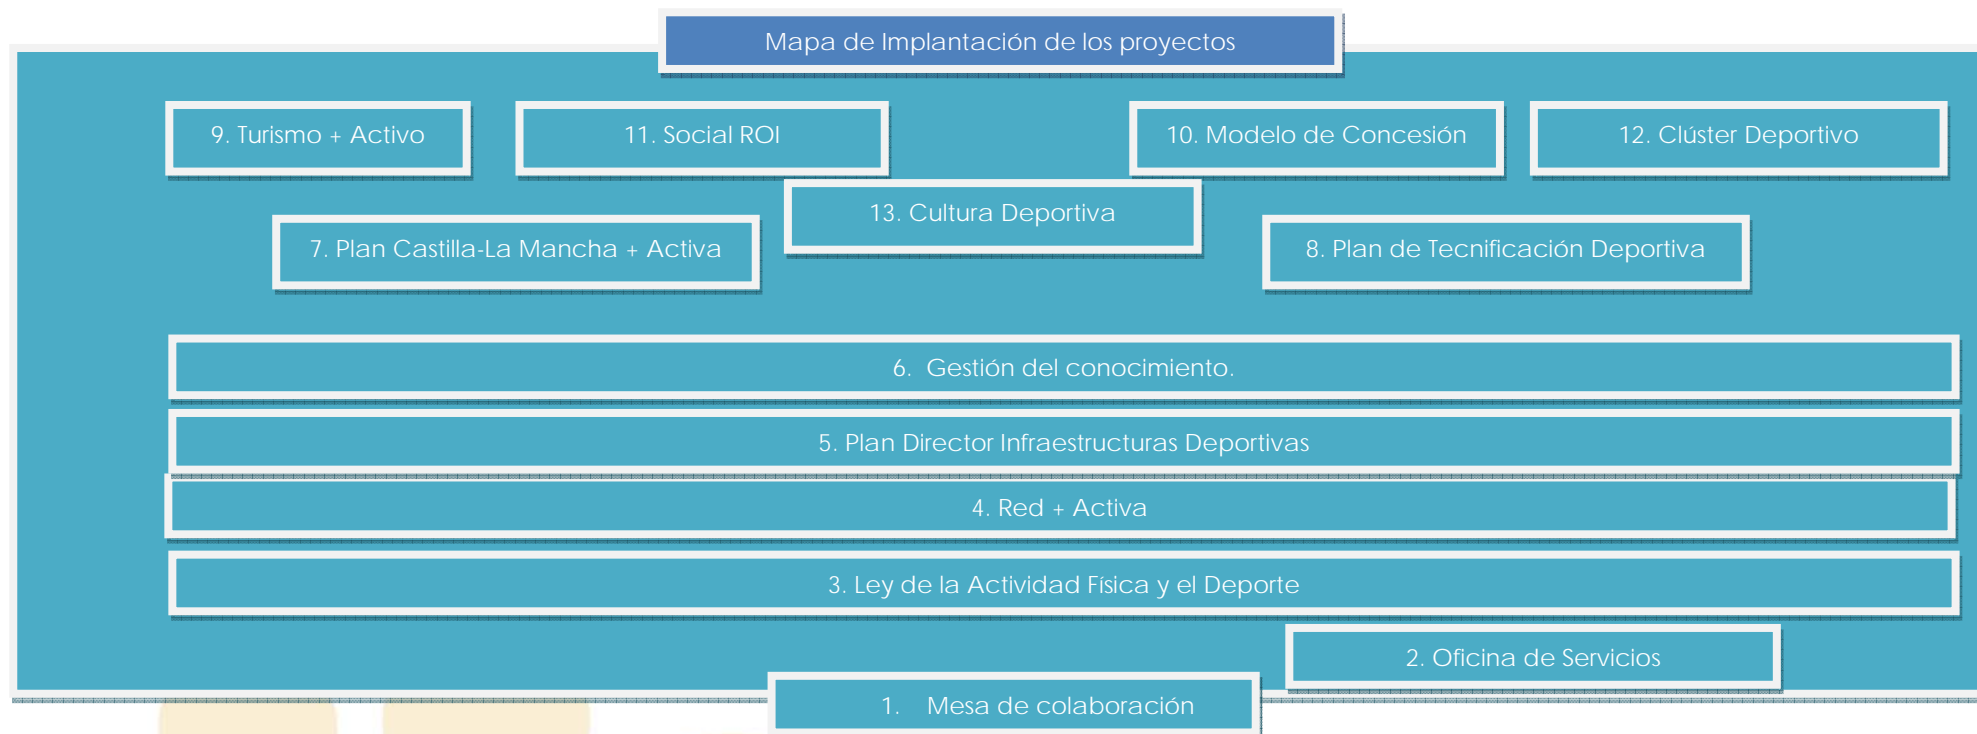 Mapa de Implantación de los proyectos
9. Turismo + Activo
11. Social ROI
10. Modelo de Concesión
12. Clúster Deportivo
13. Cultura Deportiva
7. Plan Castilla-La Mancha + Activa
8. Plan de Tecnificación Deportiva
6. Gestión del conocimiento.
5. Plan Director Infraestructuras Deportivas
4. Red + Activa
3. Ley de la Actividad Física y el Deporte
2. Oficina de Servicios
1. Mesa de colaboración